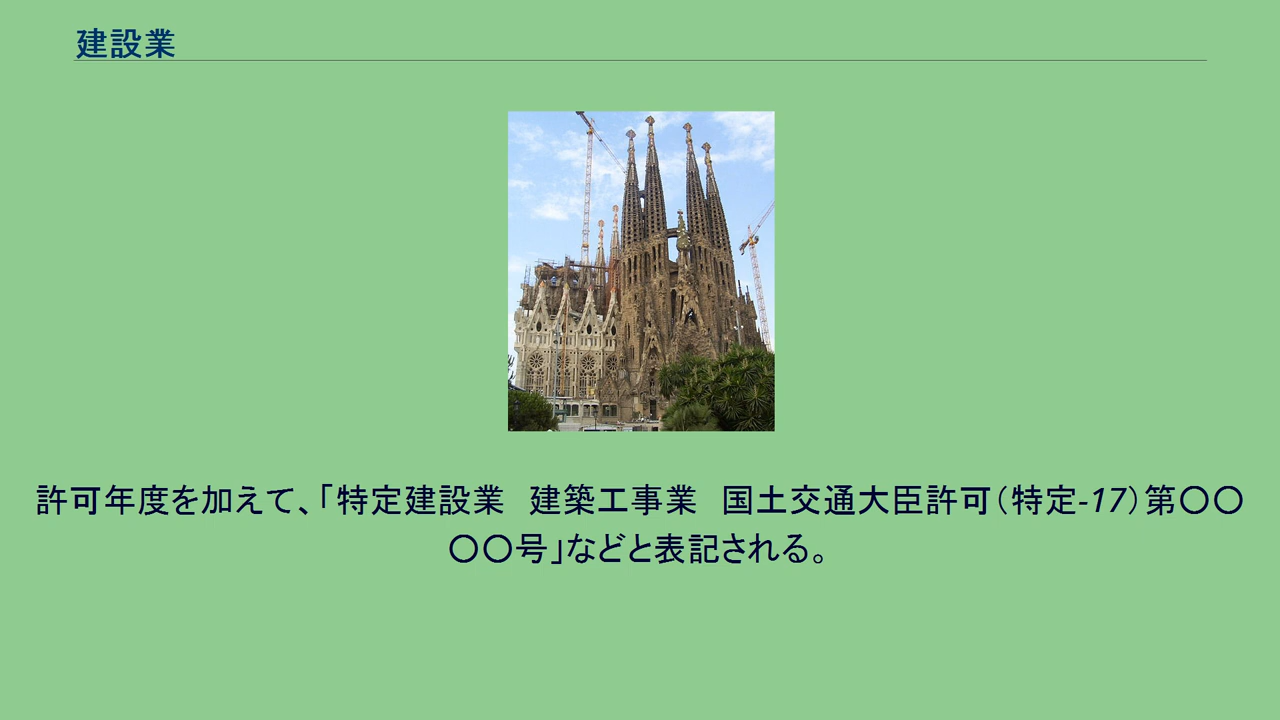 建設業
許可年度を加えて、「特定建設業　建築工事業　国土交通大臣許可（特定-17）第〇〇
〇〇号」などと表記される。